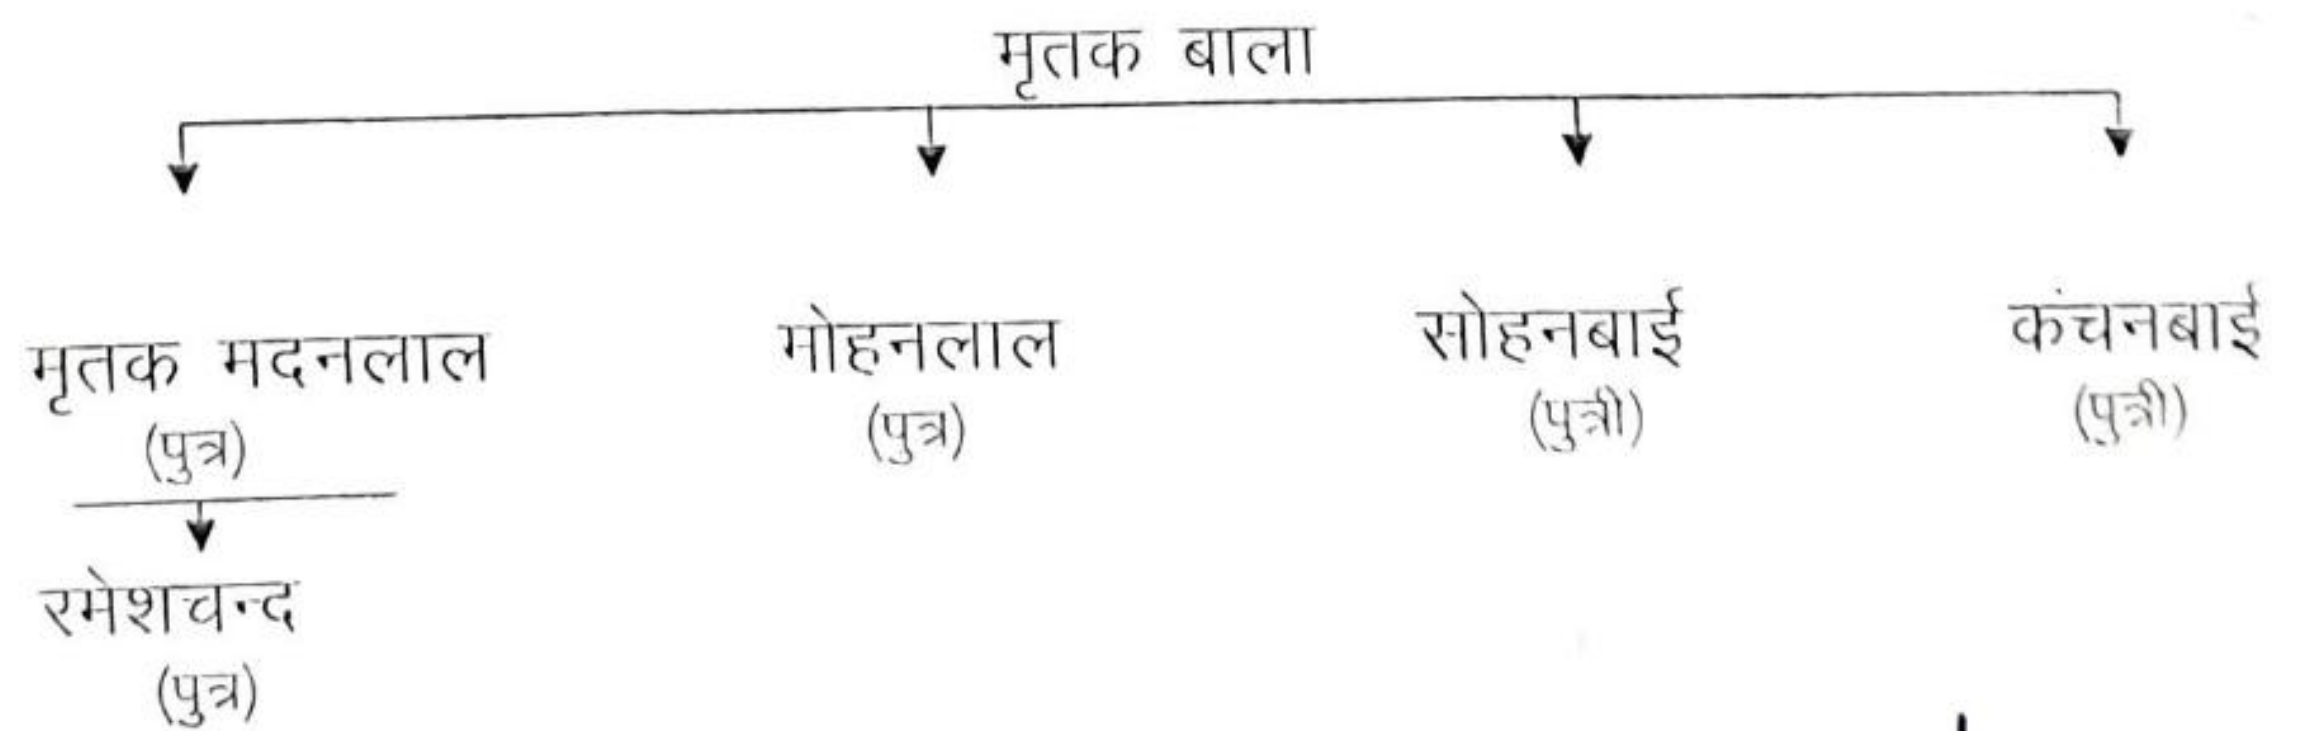 मृतक बाला
मृतक मदनलाल मोहनलाल सोहनबाई कंचनबाई
(पुत्र) (पुत्र) (पुत्री) (पुत्री)
रमेशचन्द
(पुत्र)